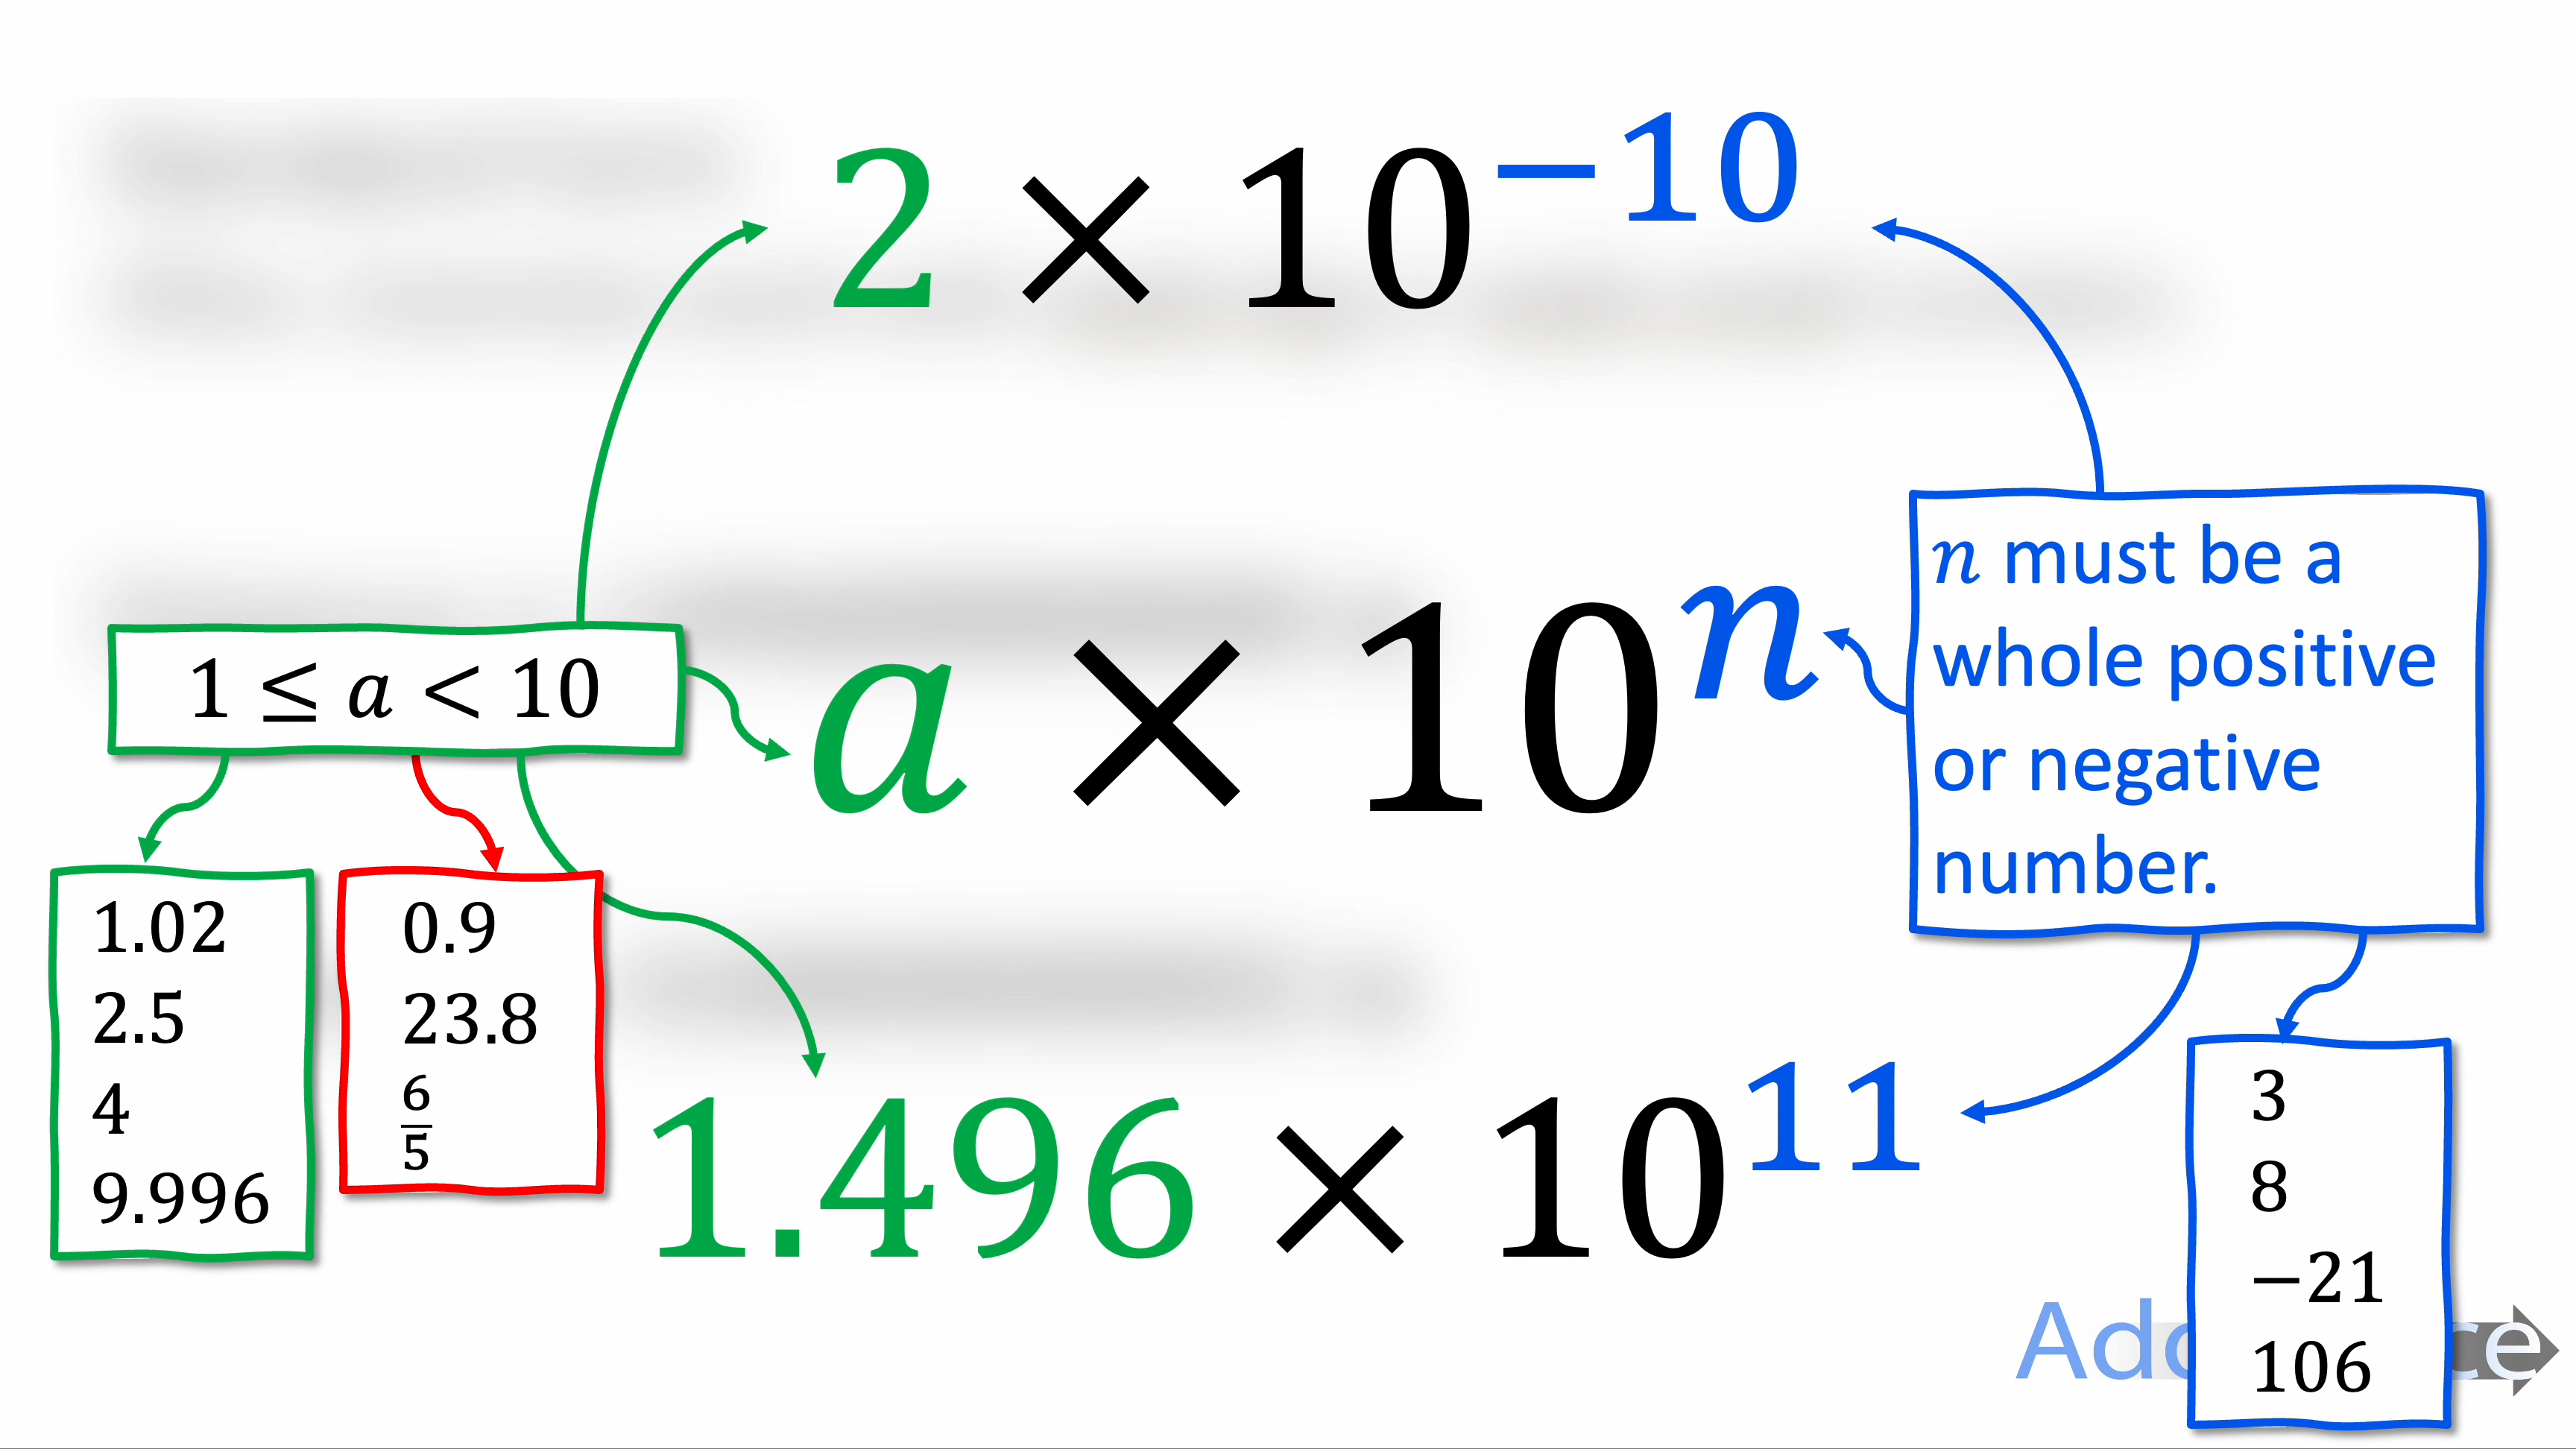 2 × 10⁻¹⁰
n must be a
whole positive
or negative
number.
1 ≤ a < 10
a × 10ⁿ
1.02
2.5
4
9.996
0.9
23.8
6/5
1.496 × 10¹¹
3
8
−21
106